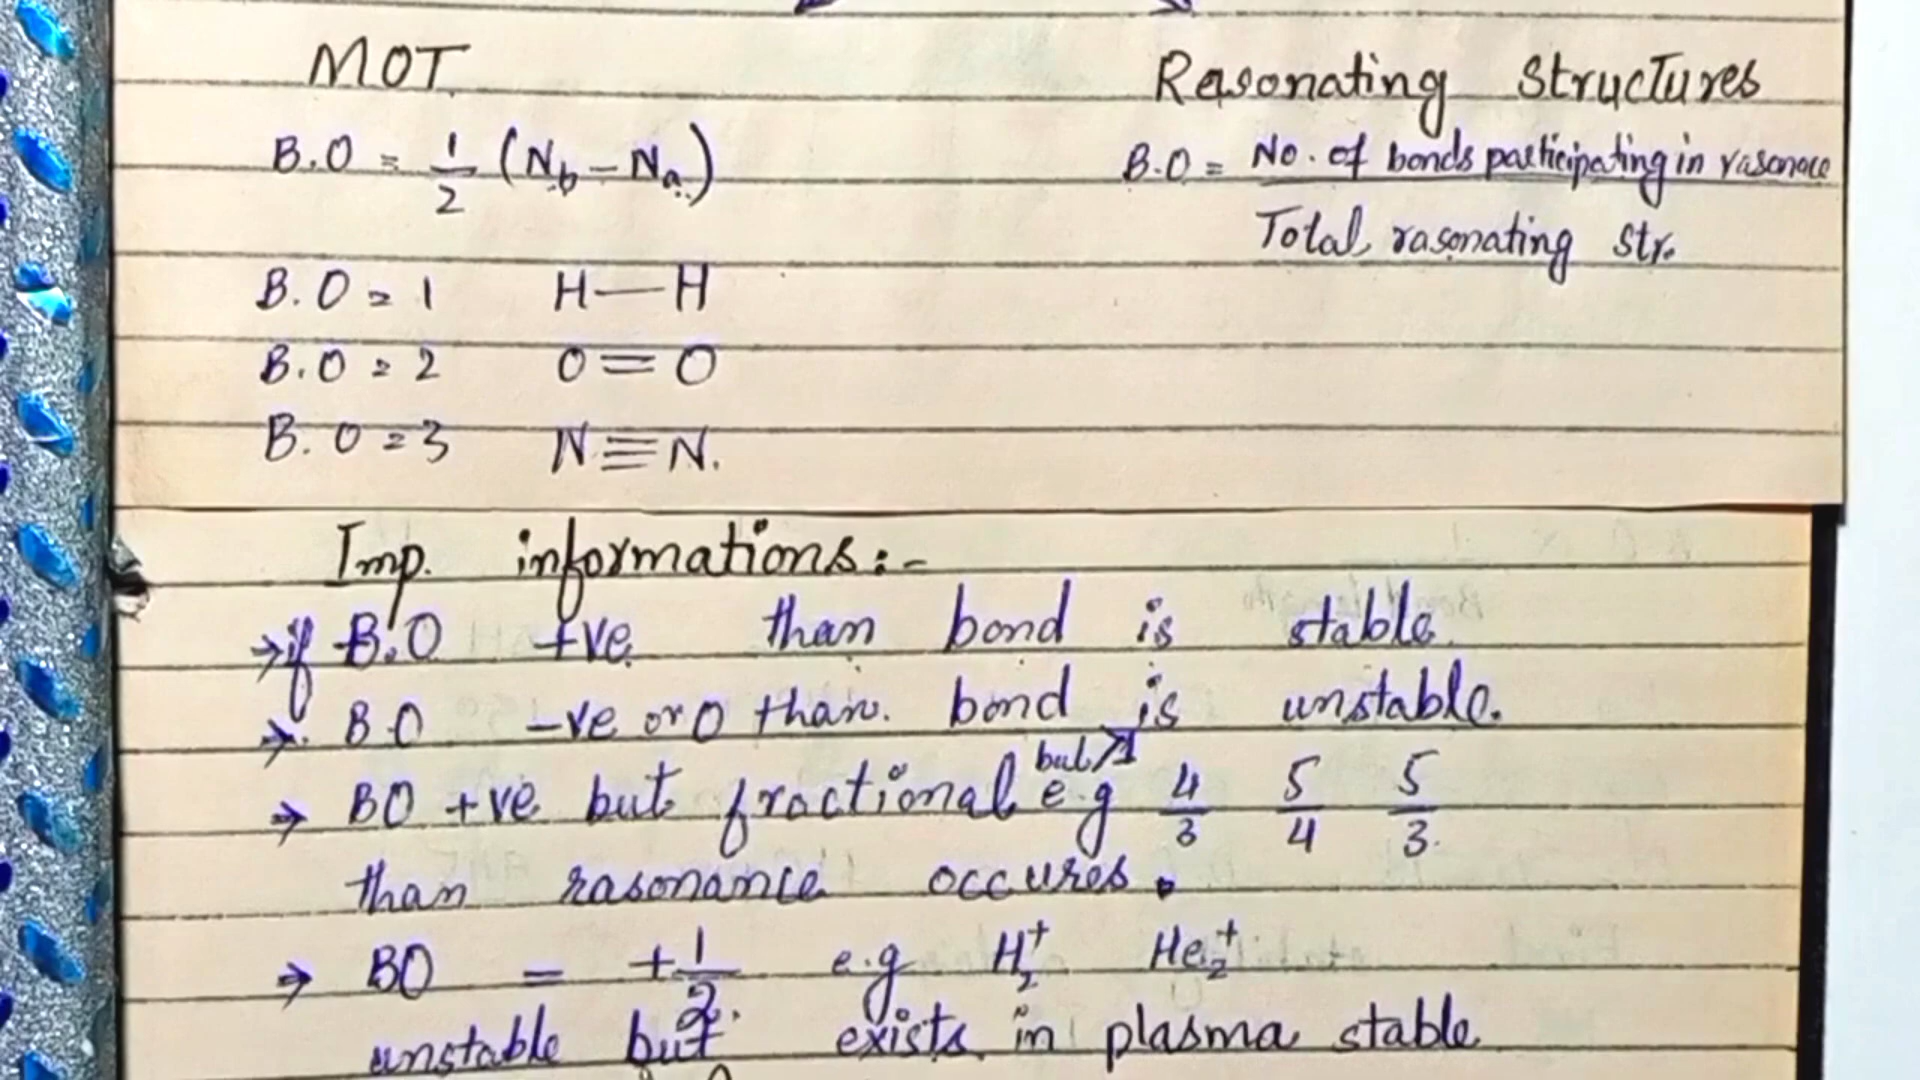 MOT
Rasonating Structures
B.O = 1/2 (Nb - Na)
B.O = No. of bonds participating in rasonace
Total rasonating str.
B.O = 1 H—H
B.O = 2 O=O
B.O = 3 N≡N.
Imp. informations:-
→ if B.O +ve than bond is stable
→ B.O -ve or 0 than bond is unstable.
→ BO +ve but fractional but >1 e.g 4/3 5/4 5/3
than rasonance occures.
→ BO = +1/2. e.g H2+ He2+
unstable but exists in plasma stable